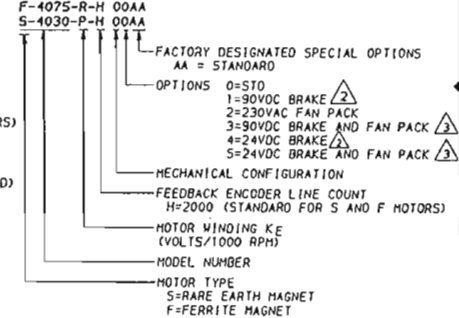 F-4075-R-H 00AA
S-4030-P-H 00AA
FACTORY DESIGNATED SPECIAL OPTIONS
AA = STANDARD
OPTIONS 0=STO
1=90VDC BRAKE 2
2=230VAC FAN PACK
3=90VDC BRAKE AND FAN PACK 3
4=24VDC BRAKE 2
5=24VDC BRAKE AND FAN PACK 3
RS)
MECHANICAL CONFIGURATION
D)
FEEDBACK ENCODER LINE COUNT
H=2000 (STANDARD FOR S AND F MOTORS)
MOTOR WINDING KE
(VOLTS/1000 RPM)
MODEL NUMBER
MOTOR TYPE
S=RARE EARTH MAGNET
F=FERRITE MAGNET